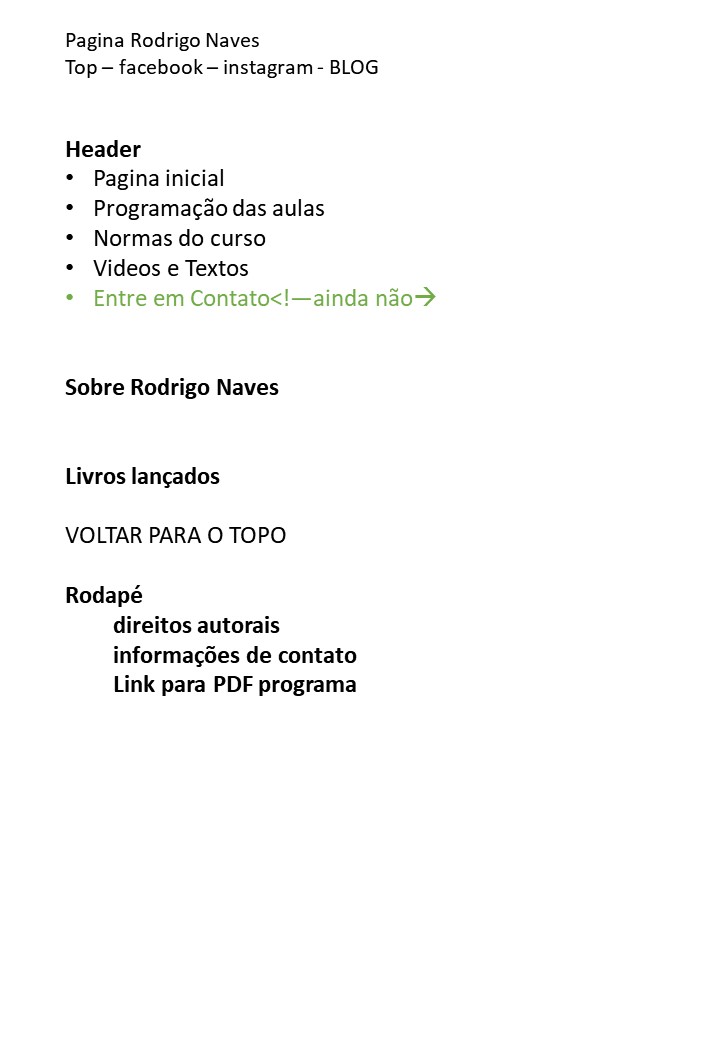 Pagina Rodrigo Naves
Top – facebook – instagram - BLOG
Header
• Pagina inicial
• Programação das aulas
• Normas do curso
• Videos e Textos
• Entre em Contato<!—ainda não→
Sobre Rodrigo Naves
Livros lançados
VOLTAR PARA O TOPO
Rodapé
direitos autorais
informações de contato
Link para PDF programa